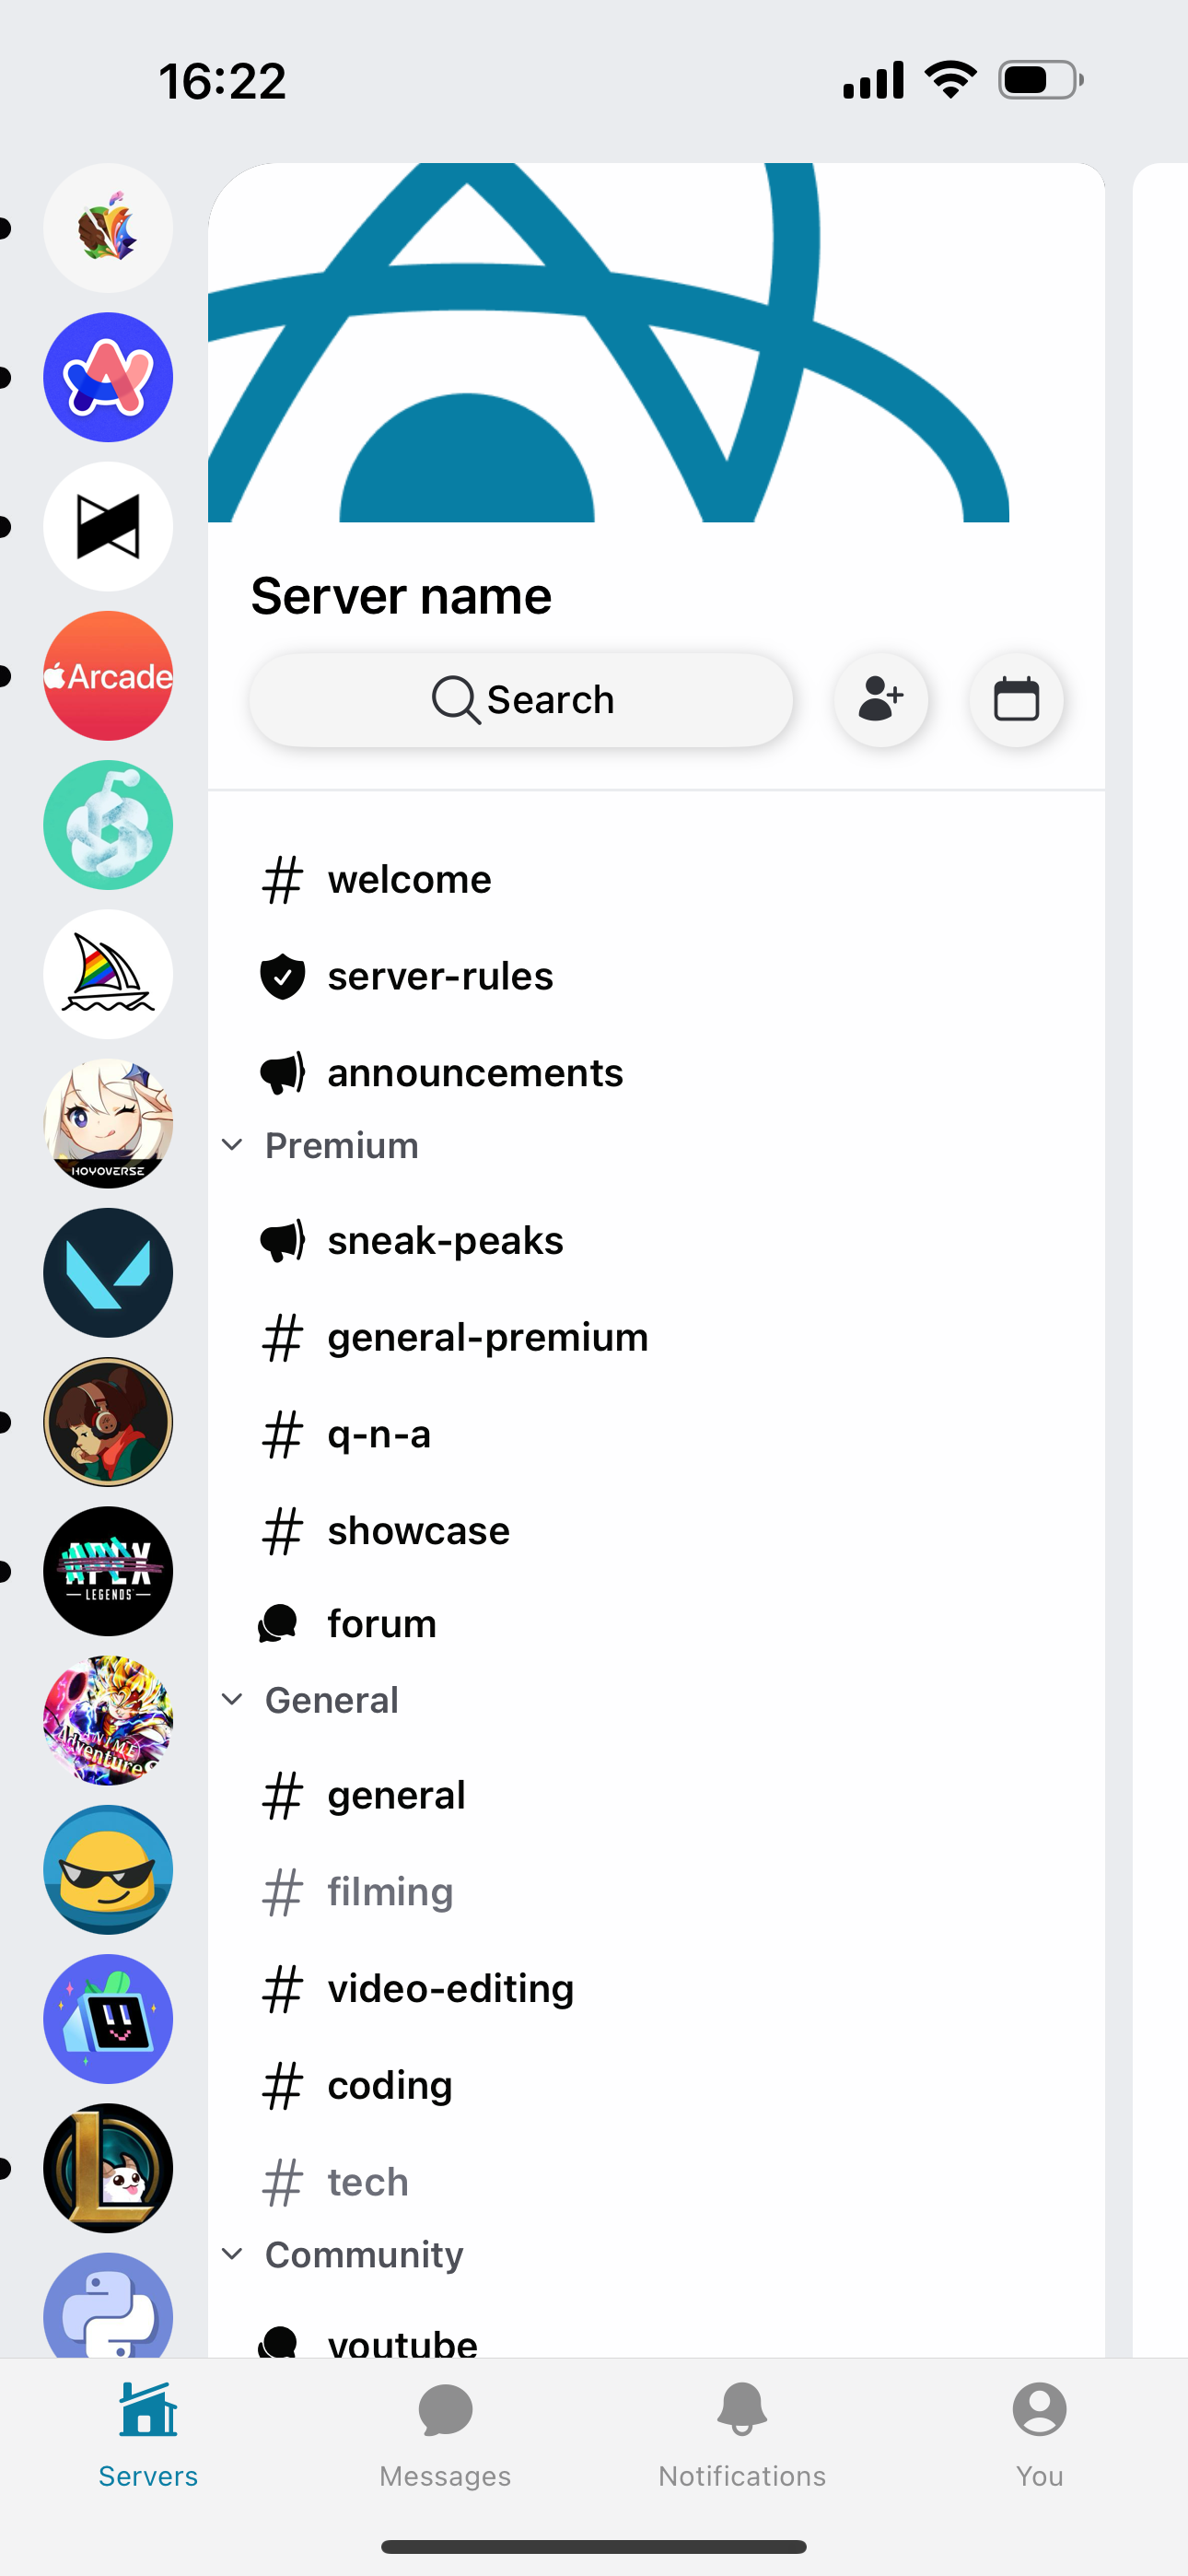 16:22
Arcade
HOYOVERSE
APEX
LEGENDS
ANIME
Adventures
Server name
Search
welcome
server-rules
announcements
Premium
sneak-peaks
general-premium
q-n-a
showcase
forum
General
general
filming
video-editing
coding
tech
Community
youtube
Servers
Messages
Notifications
You